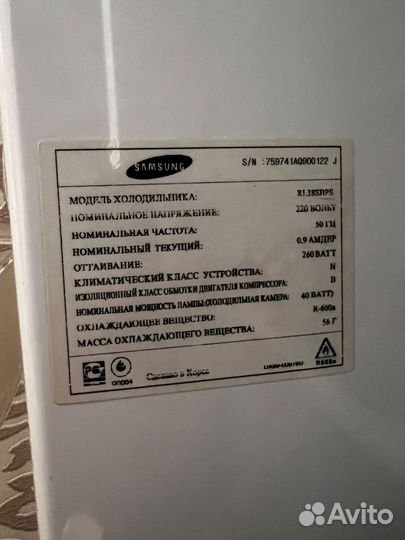 SAMSUNG
S/N :759741AQ900122 J
МОДЕЛЬ ХОЛОДИЛЬНИКА: RL38SBPS
НОМИНАЛЬНОЕ НАПРЯЖЕНИЕ: 220 ВОЛЬТ
НОМИНАЛЬНАЯ ЧАСТОТА: 50 ГЦ
НОМИНАЛЬНЫЙ ТЕКУЩИЙ: 0.9 АМДЕР
ОТТАИВАНИЕ: 260 ВАТТ
КЛИМАТИЧЕСКИЙ КЛАСС УСТРОЙСТВА: N
ИЗОЛЯЦИОННЫЙ КЛАСС ОБМОТКИ ДВИГАТЕЛЯ КОМПРЕССОРА: B
НОМИНАЛЬНАЯ МОЩНОСТЬ ЛАМПЫ:(ХОЛОДИЛЬНАЯ КАМЕРА: 40 ВАТТ)
ОХЛАЖДАЮЩЕЕ ВЕЩЕСТВО: R-600a
МАССА ОХЛАЖДАЮЩЕГО ВЕЩЕСТВА: 56 Г
Сделано в Корее
R600a
Avito